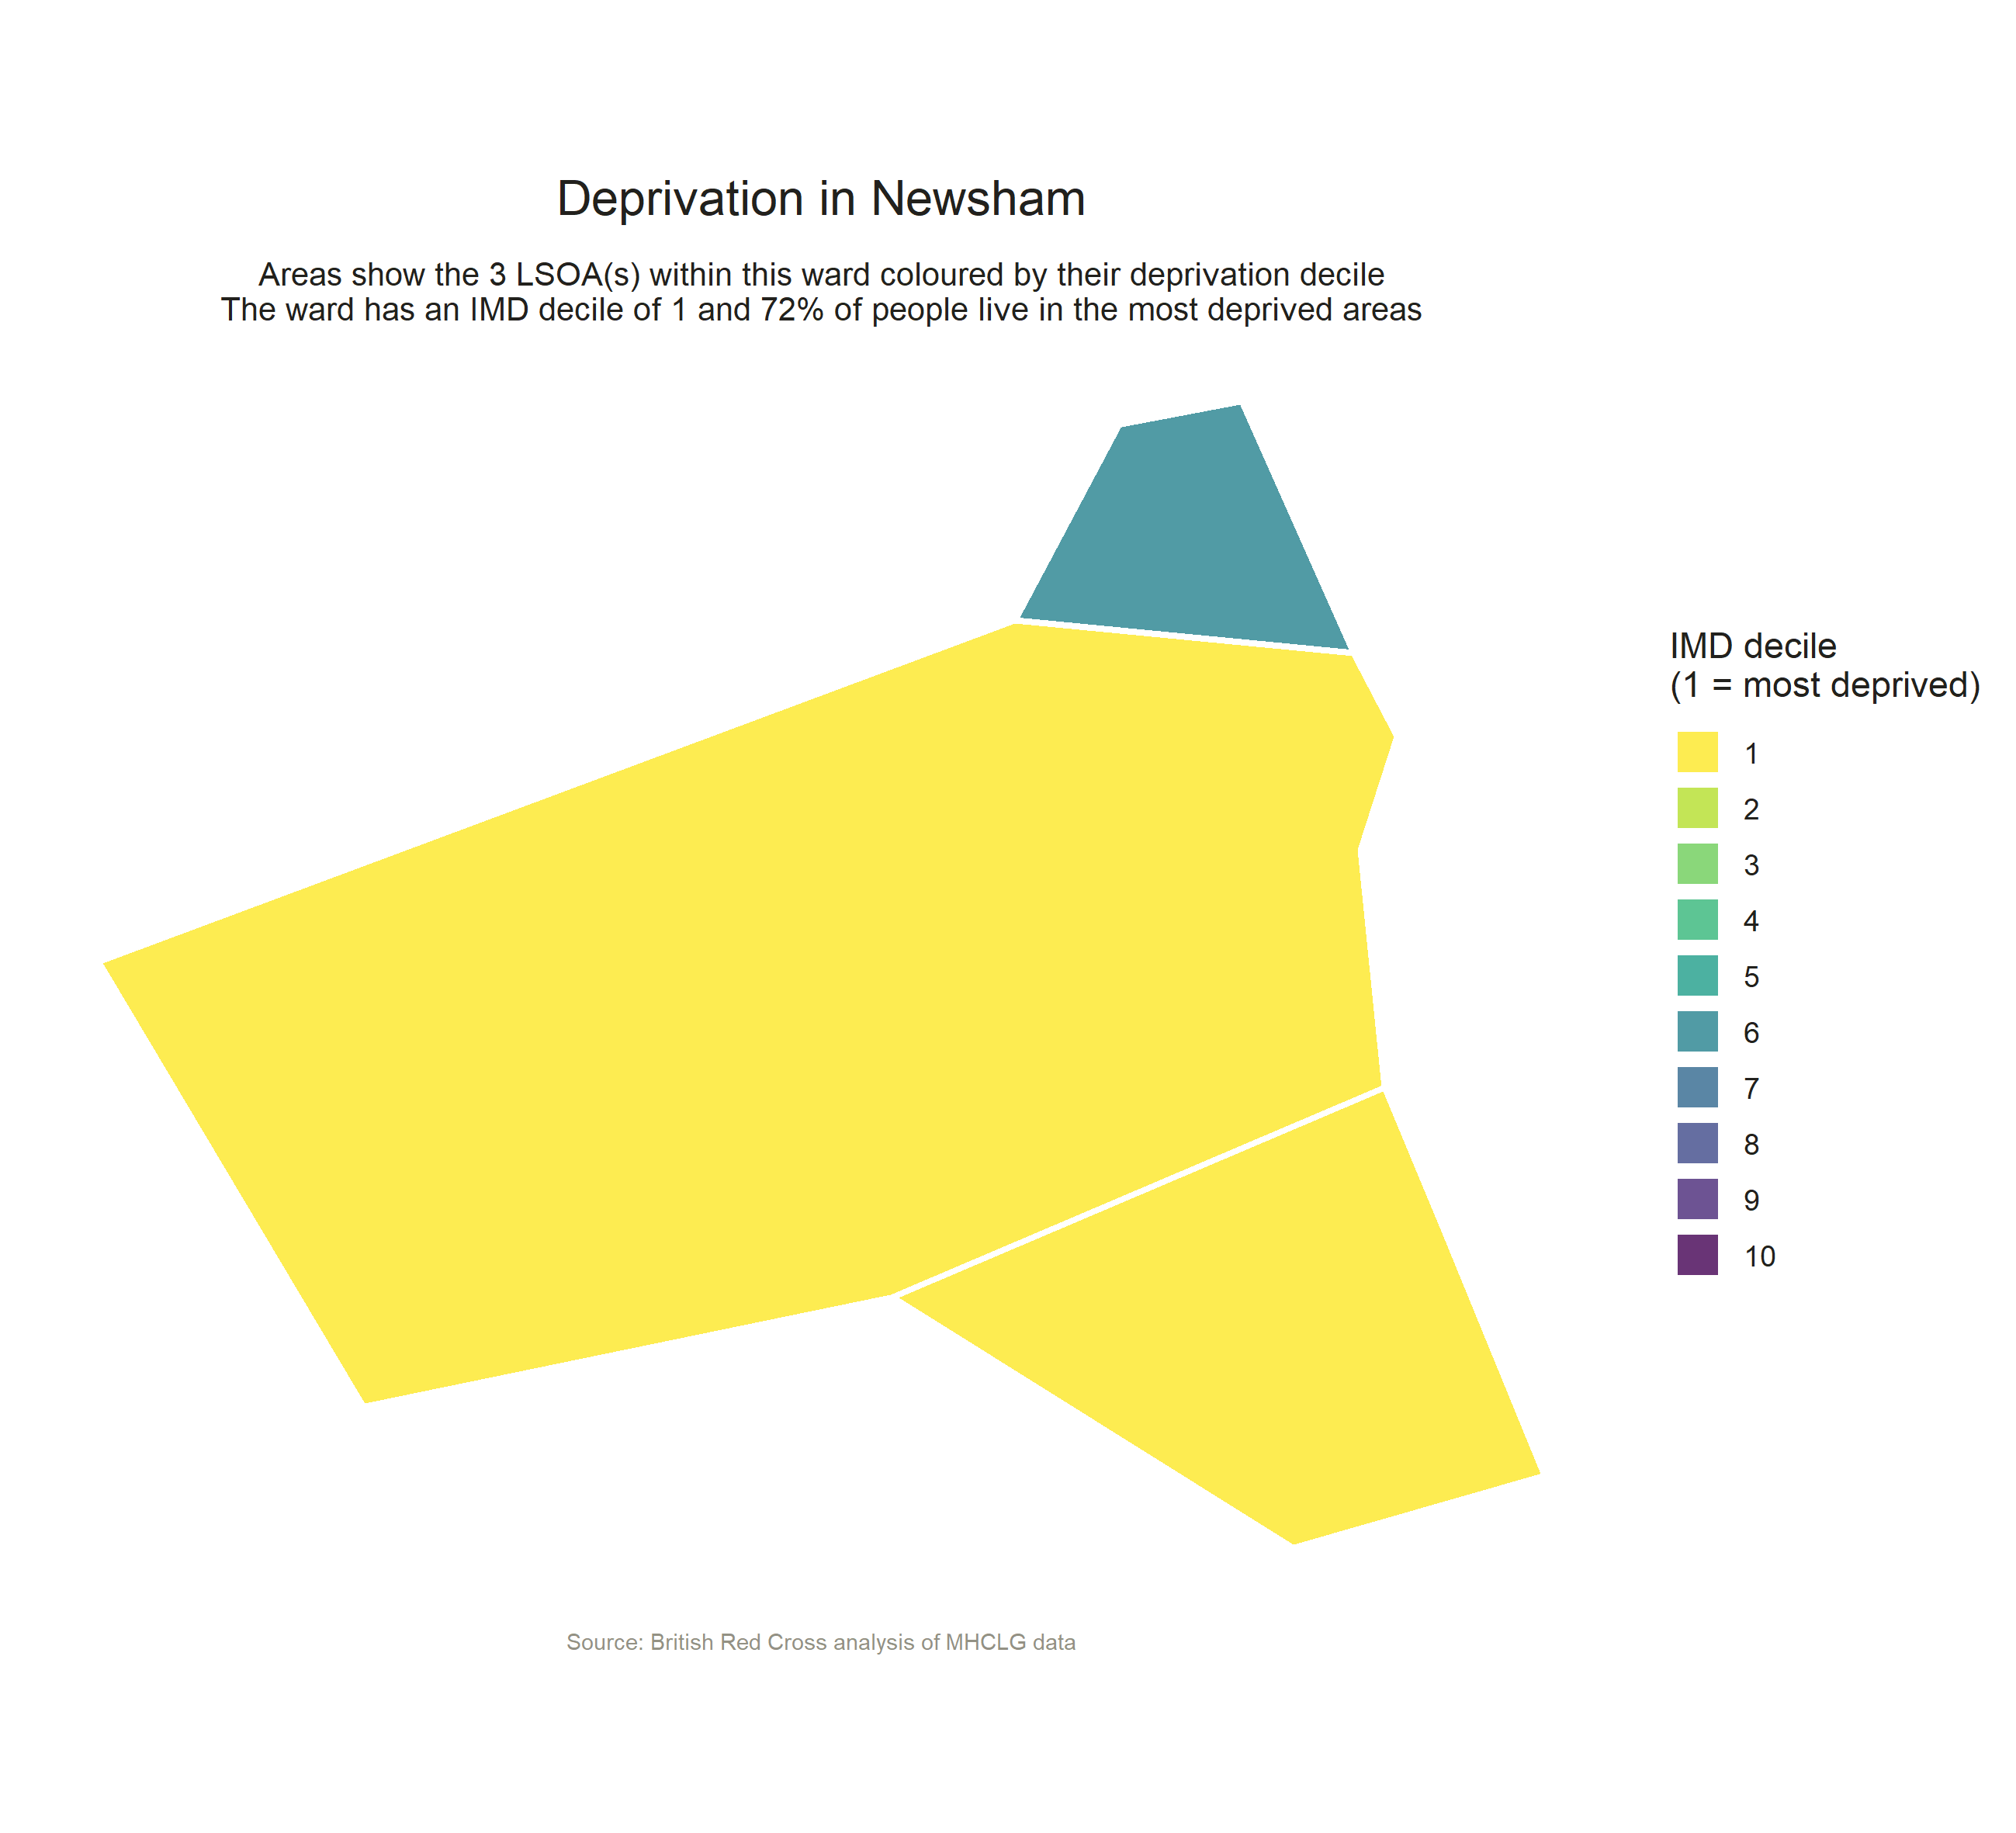 Deprivation in Newsham
Areas show the 3 LSOA(s) within this ward coloured by their deprivation decile
The ward has an IMD decile of 1 and 72% of people live in the most deprived areas
IMD decile
(1 = most deprived)
1
2
3
4
5
6
7
8
9
10
Source: British Red Cross analysis of MHCLG data